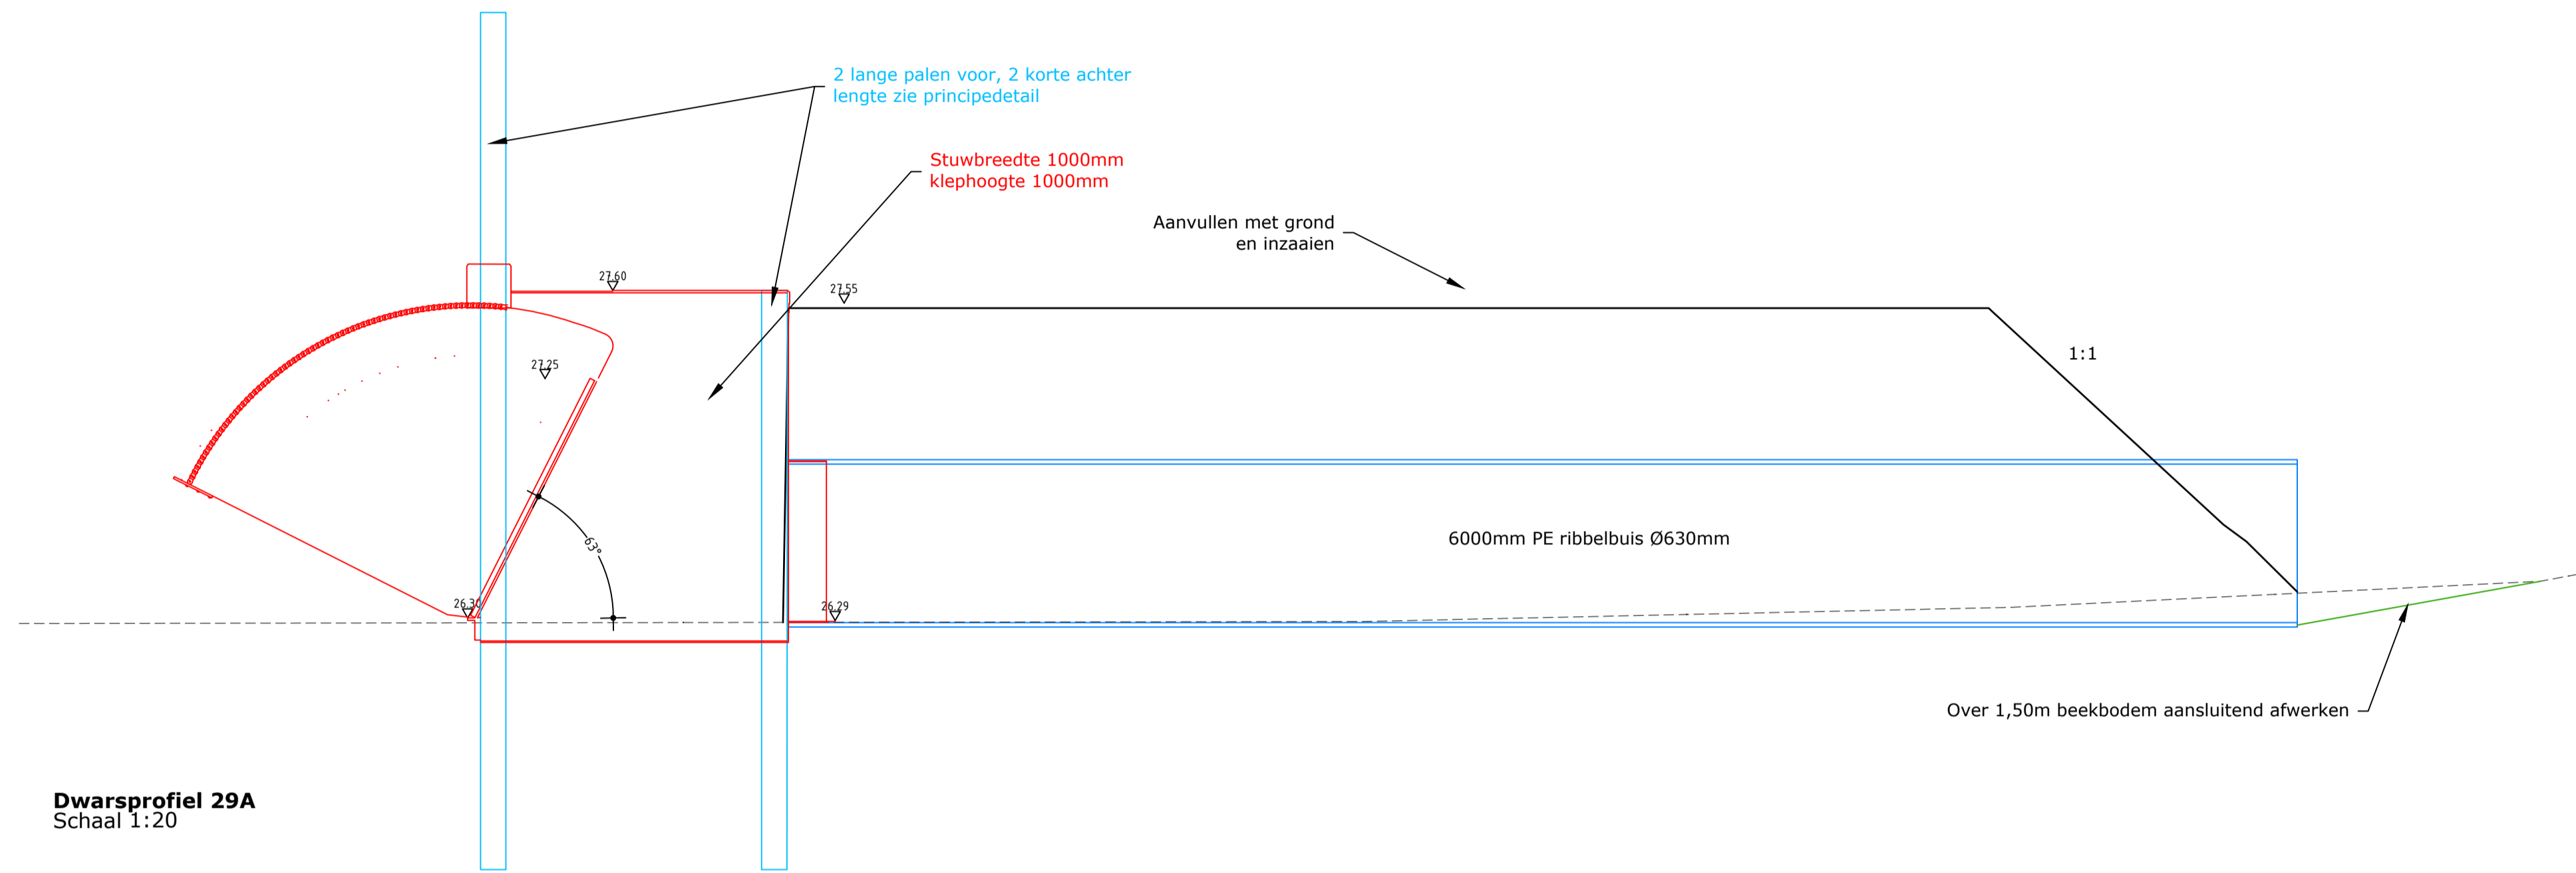 2 lange palen voor, 2 korte achter
lengte zie principedetail
Stuwbreedte 1000mm
klephoogte 1000mm
Aanvullen met grond
en inzaaien
27.60
27.55
1:1
27.25
6000mm PE ribbelbuis Ø630mm
63°
26.30
26.29
Over 1,50m beekbodem aansluitend afwerken
Dwarsprofiel 29A
Schaal 1:20